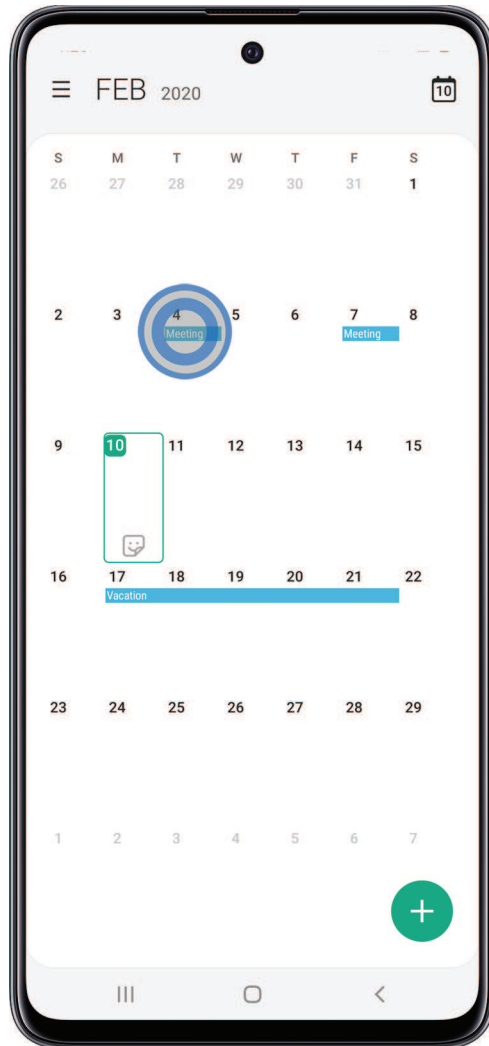 FEB 2020
10
S M T W T F S
26 27 28 29 30 31 1
2 3 4 5 6 7 8
Meeting Meeting
9 10 11 12 13 14 15
16 17 18 19 20 21 22
Vacation
23 24 25 26 27 28 29
1 2 3 4 5 6 7